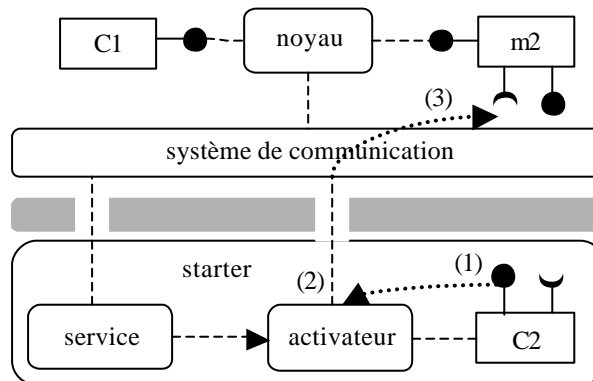 C1
noyau
m2
(3)
système de communication
starter
(2)
(1)
service
activateur
C2